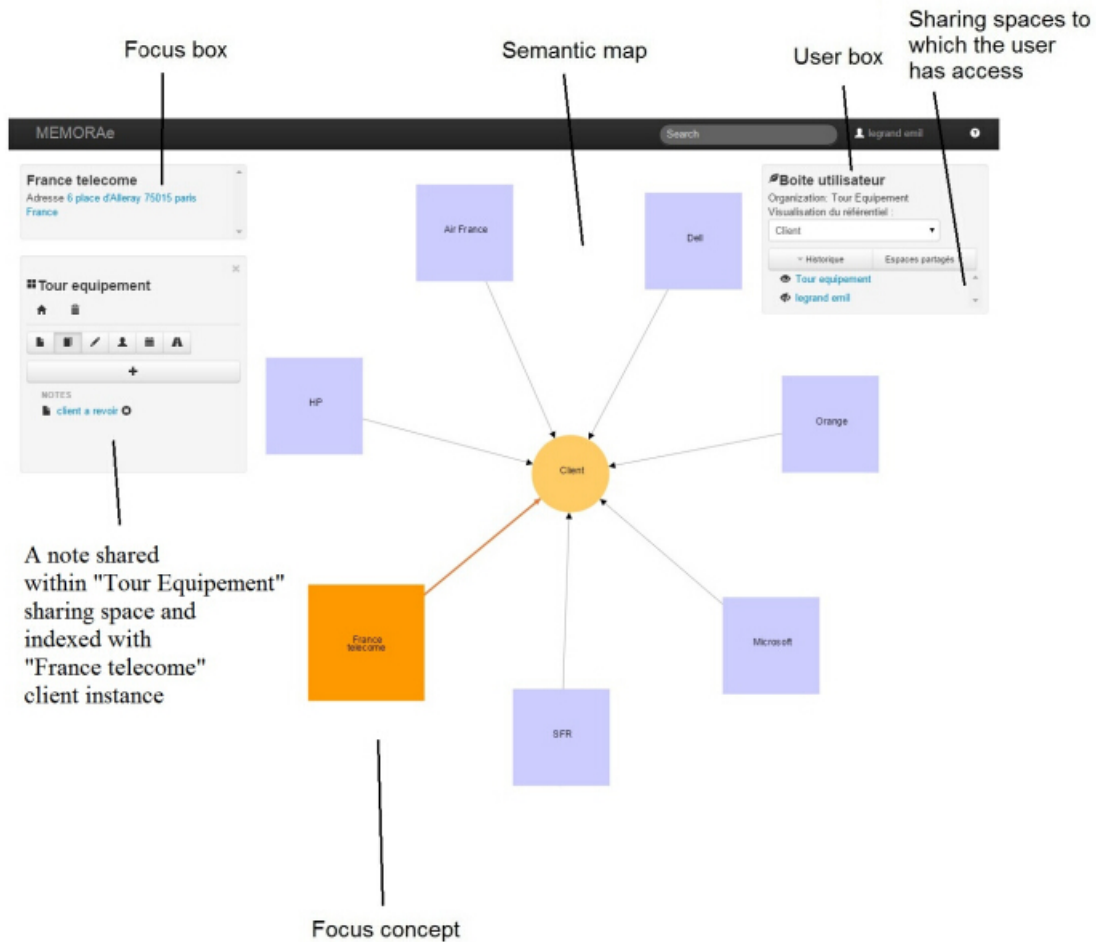 Focus box
Semantic map
User box
Sharing spaces to
which the user
has access
MEMORAe
Search
legrand emil
France telecome
Adresse 6 place d'Alleray 75015 paris
France
Tour equipement
NOTES
client a revoir
Boite utilisateur
Organization: Tour Equipement
Visualisation du référentiel :
Client
Historique
Espaces partagés
Tour equipement
legrand emil
Air France
Dell
HP
Orange
Client
France
telecome
Microsoft
SFR
A note shared
within "Tour Equipement"
sharing space and
indexed with
"France telecome"
client instance
Focus concept